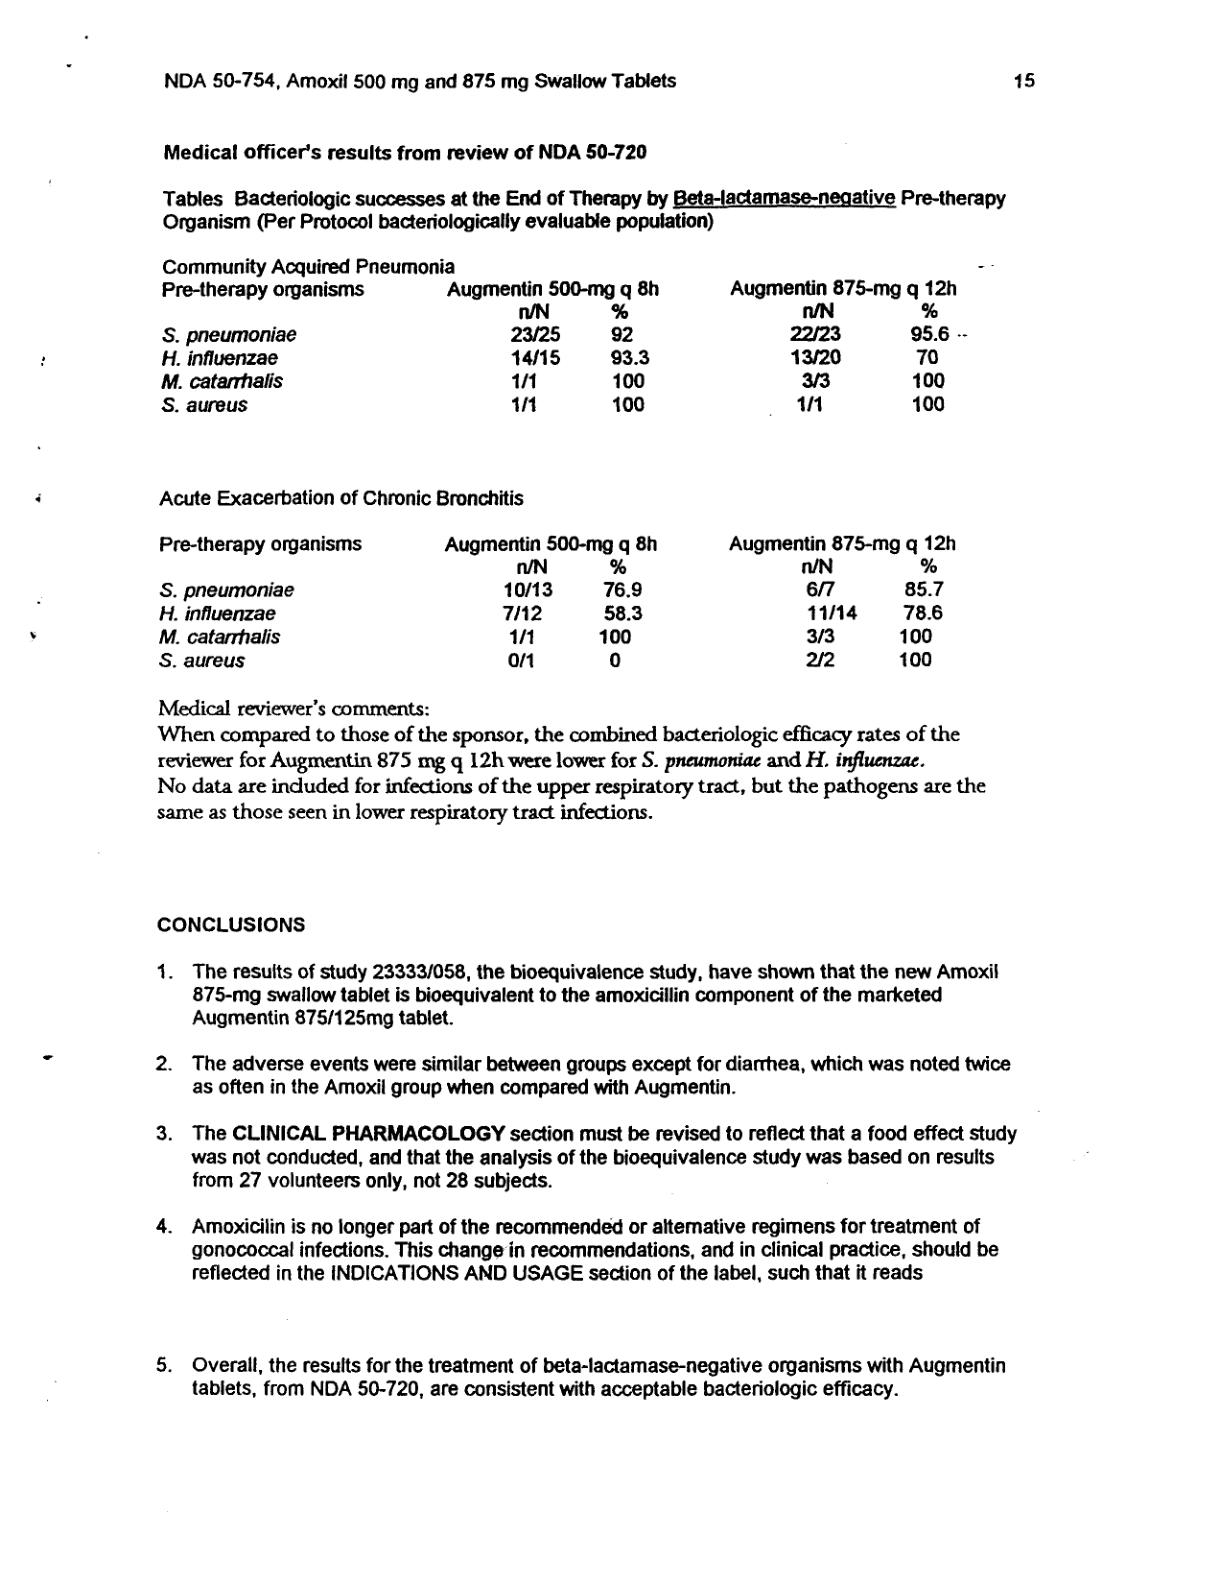 NDA 50-754, Amoxil 500 mg and 875 mg Swallow Tablets 15
Medical officer's results from review of NDA 50-720
Tables Bacteriologic successes at the End of Therapy by Beta-lactamase-negative Pre-therapy
Organism (Per Protocol bacteriologically evaluable population)
Community Acquired Pneumonia
Pre-therapy organisms Augmentin 500-mg q 8h Augmentin 875-mg q 12h
n/N % n/N %
S. pneumoniae 23/25 92 22/23 95.6
H. influenzae 14/15 93.3 13/20 70
M. catarrhalis 1/1 100 3/3 100
S. aureus 1/1 100 1/1 100
Acute Exacerbation of Chronic Bronchitis
Pre-therapy organisms Augmentin 500-mg q 8h Augmentin 875-mg q 12h
n/N % n/N %
S. pneumoniae 10/13 76.9 6/7 85.7
H. influenzae 7/12 58.3 11/14 78.6
M. catarrhalis 1/1 100 3/3 100
S. aureus 0/1 0 2/2 100
Medical reviewer's comments:
When compared to those of the sponsor, the combined bacteriologic efficacy rates of the
reviewer for Augmentin 875 mg q 12h were lower for S. pneumoniae and H. influenzae.
No data are included for infections of the upper respiratory tract, but the pathogens are the
same as those seen in lower respiratory tract infections.
CONCLUSIONS
1. The results of study 23333/058, the bioequivalence study, have shown that the new Amoxil
875-mg swallow tablet is bioequivalent to the amoxicillin component of the marketed
Augmentin 875/125mg tablet.
2. The adverse events were similar between groups except for diarrhea, which was noted twice
as often in the Amoxil group when compared with Augmentin.
3. The CLINICAL PHARMACOLOGY section must be revised to reflect that a food effect study
was not conducted, and that the analysis of the bioequivalence study was based on results
from 27 volunteers only, not 28 subjects.
4. Amoxicilin is no longer part of the recommended or alternative regimens for treatment of
gonococcal infections. This change in recommendations, and in clinical practice, should be
reflected in the INDICATIONS AND USAGE section of the label, such that it reads
5. Overall, the results for the treatment of beta-lactamase-negative organisms with Augmentin
tablets, from NDA 50-720, are consistent with acceptable bacteriologic efficacy.